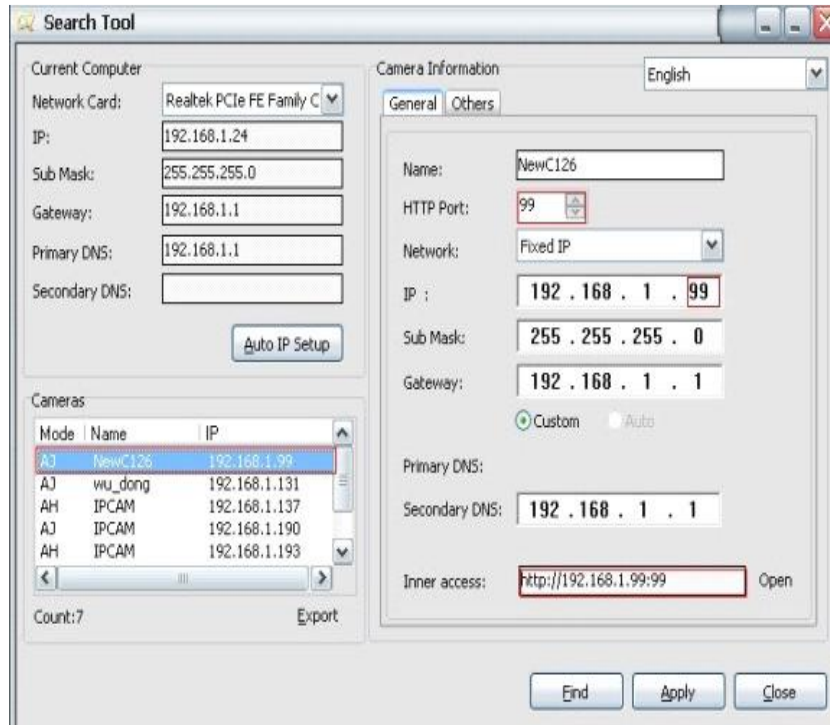 Search Tool
Current Computer
Network Card: Realtek PCIe FE Family C
IP: 192.168.1.24
Sub Mask: 255.255.255.0
Gateway: 192.168.1.1
Primary DNS: 192.168.1.1
Secondary DNS:
Auto IP Setup
Cameras
Mode Name IP
AJ NewC126 192.168.1.99
AJ wu_dong 192.168.1.131
AH IPCAM 192.168.1.137
AJ IPCAM 192.168.1.190
AH IPCAM 192.168.1.193
Count:7 Export
Camera Information English
General Others
Name: NewC126
HTTP Port: 99
Network: Fixed IP
IP : 192 . 168 . 1 . 99
Sub Mask: 255 . 255 . 255 . 0
Gateway: 192 . 168 . 1 . 1
Custom Auto
Primary DNS:
Secondary DNS: 192 . 168 . 1 . 1
Inner access: http://192.168.1.99:99 Open
Find Apply Close